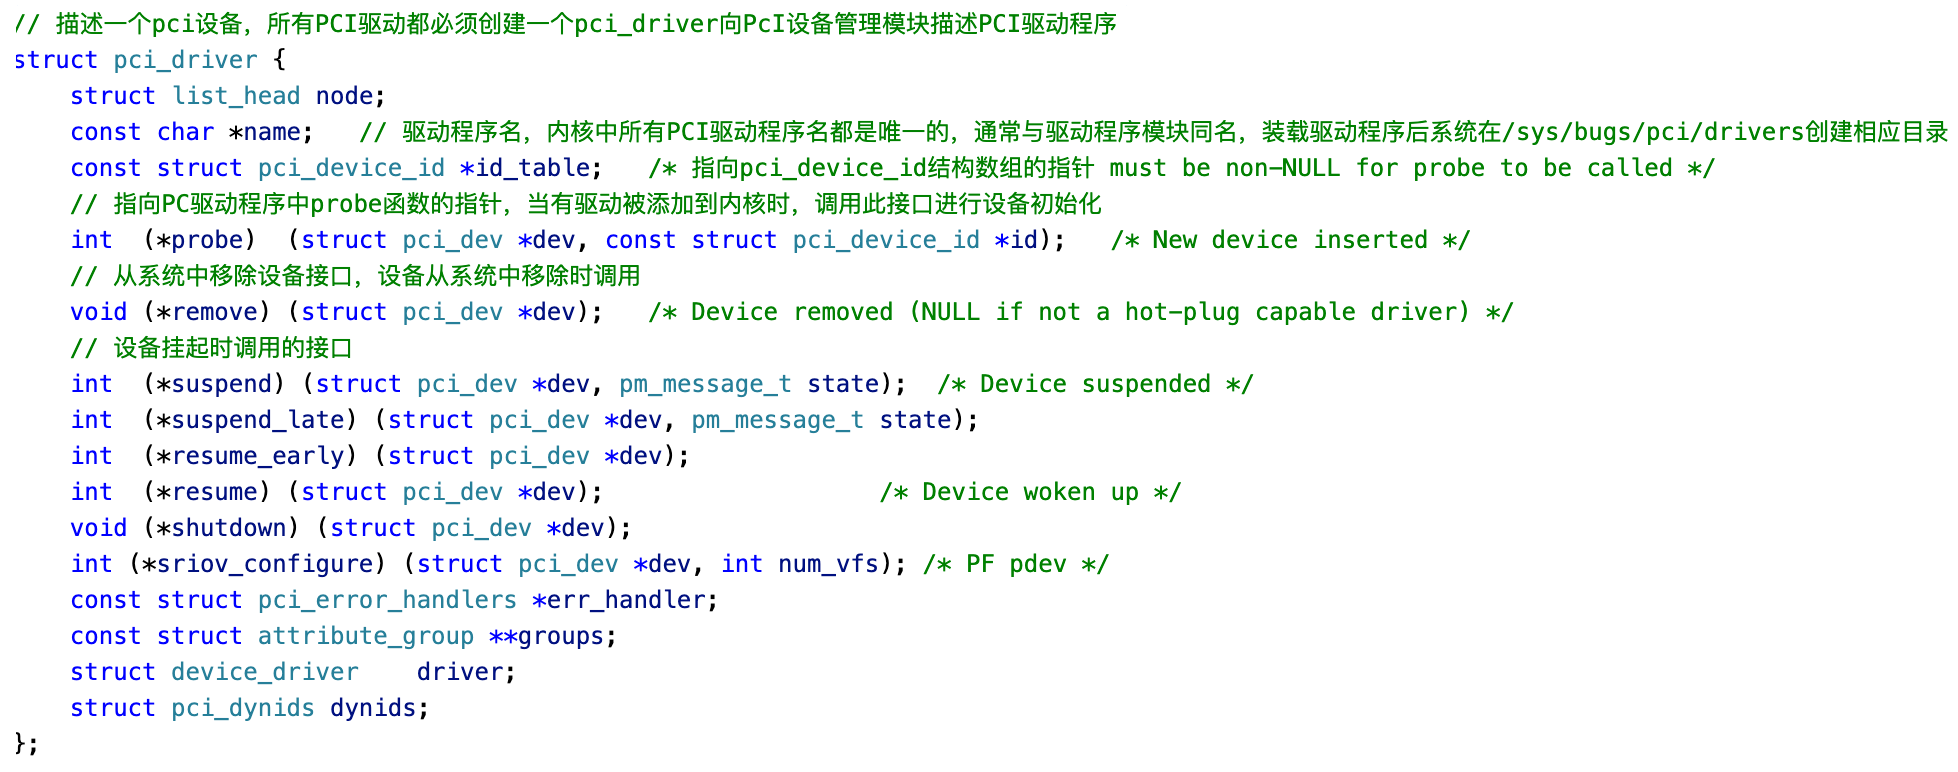 // 描述一个pci设备，所有PCI驱动都必须创建一个pci_driver向PcI设备管理模块描述PCI驱动程序
struct pci_driver {
    struct list_head node;
    const char *name;   // 驱动程序名，内核中所有PCI驱动程序名都是唯一的，通常与驱动程序模块同名，装载驱动程序后系统在/sys/bugs/pci/drivers创建相应目录
    const struct pci_device_id *id_table;   /* 指向pci_device_id结构数组的指针 must be non-NULL for probe to be called */
    // 指向PC驱动程序中probe函数的指针，当有驱动被添加到内核时，调用此接口进行设备初始化
    int  (*probe)  (struct pci_dev *dev, const struct pci_device_id *id);   /* New device inserted */
    // 从系统中移除设备接口，设备从系统中移除时调用
    void (*remove) (struct pci_dev *dev);   /* Device removed (NULL if not a hot-plug capable driver) */
    // 设备挂起时调用的接口
    int  (*suspend) (struct pci_dev *dev, pm_message_t state);  /* Device suspended */
    int  (*suspend_late) (struct pci_dev *dev, pm_message_t state);
    int  (*resume_early) (struct pci_dev *dev);
    int  (*resume) (struct pci_dev *dev);                   /* Device woken up */
    void (*shutdown) (struct pci_dev *dev);
    int (*sriov_configure) (struct pci_dev *dev, int num_vfs); /* PF pdev */
    const struct pci_error_handlers *err_handler;
    const struct attribute_group **groups;
    struct device_driver    driver;
    struct pci_dynids dynids;
};